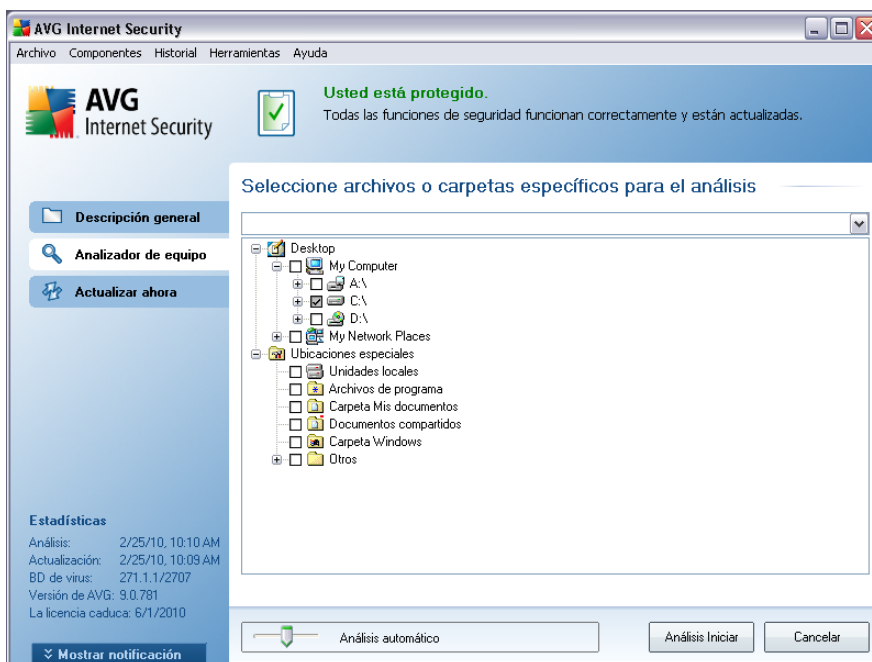 AVG Internet Security
Archivo Componentes Historial Herramientas Ayuda
AVG
Internet Security
Usted está protegido.
Todas las funciones de seguridad funcionan correctamente y están actualizadas.
Descripción general
Analizador de equipo
Actualizar ahora
Seleccione archivos o carpetas específicos para el análisis
Desktop
My Computer
A:\
C:\
D:\
My Network Places
Ubicaciones especiales
Unidades locales
Archivos de programa
Carpeta Mis documentos
Documentos compartidos
Carpeta Windows
Otros
Estadísticas
Análisis: 2/25/10, 10:10 AM
Actualización: 2/25/10, 10:09 AM
BD de virus: 271.1.1/2707
Versión de AVG: 9.0.781
La licencia caduca: 6/1/2010
Mostrar notificación
Análisis automático
Análisis Iniciar
Cancelar